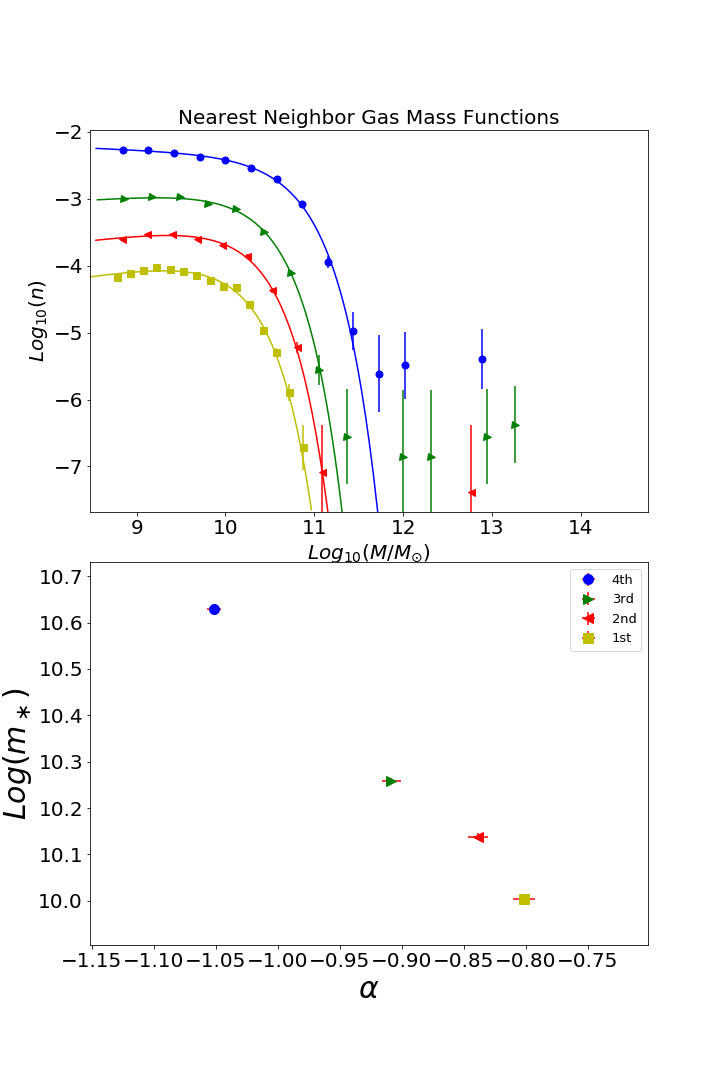 Nearest Neighbor Gas Mass Functions
Log₁₀(n)
−2
−3
−4
−5
−6
−7
9 10 11 12 13 14
Log₁₀(M/M☉)
Log(m*)
10.7
10.6
10.5
10.4
10.3
10.2
10.1
10.0
4th
3rd
2nd
1st
−1.15 −1.10 −1.05 −1.00 −0.95 −0.90 −0.85 −0.80 −0.75
α